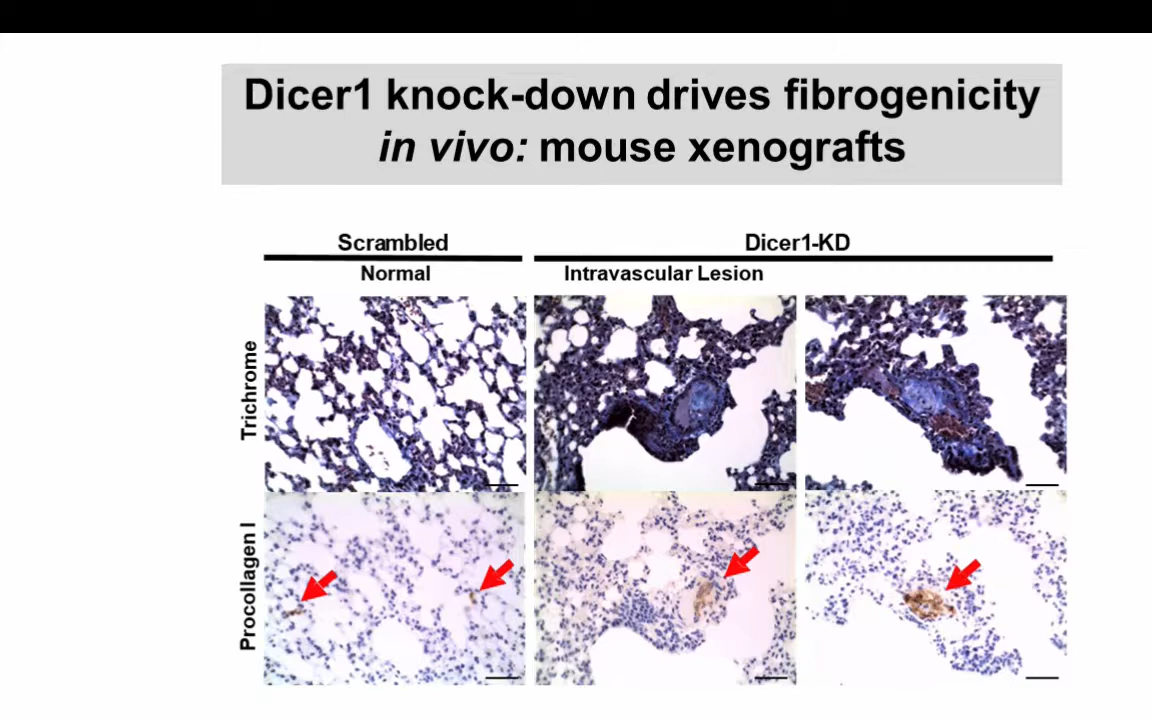 Dicer1 knock-down drives fibrogenicity
in vivo: mouse xenografts
Scrambled
Dicer1-KD
Normal
Intravascular Lesion
Trichrome
Procollagen I